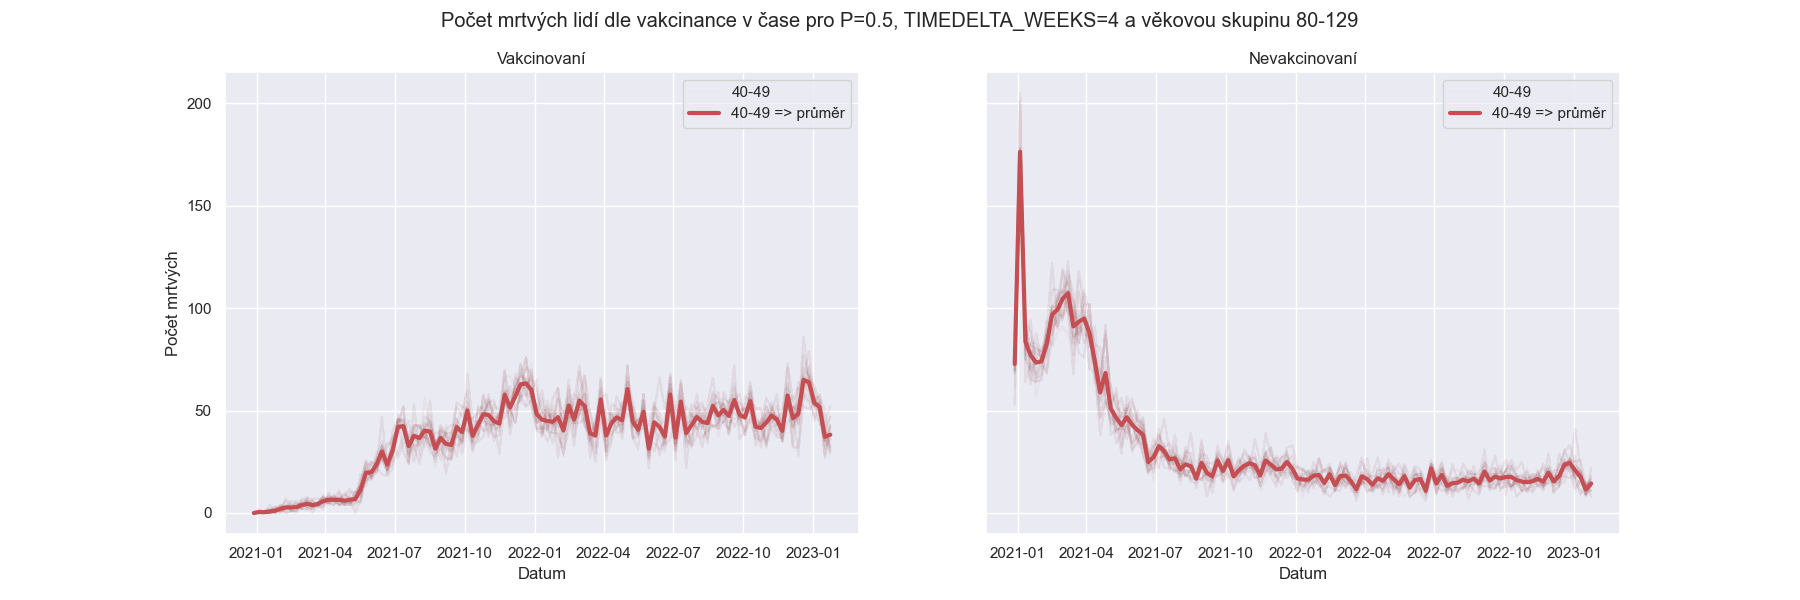 Počet mrtvých lidí dle vakcinance v čase pro P=0.5, TIMEDELTA_WEEKS=4 a věkovou skupinu 80-129
Vakcinovaní
40-49
40-49 => průměr
Počet mrtvých
200
150
100
50
0
2021-01 2021-04 2021-07 2021-10 2022-01 2022-04 2022-07 2022-10 2023-01
Datum
Nevakcinovaní
40-49
40-49 => průměr
2021-01 2021-04 2021-07 2021-10 2022-01 2022-04 2022-07 2022-10 2023-01
Datum